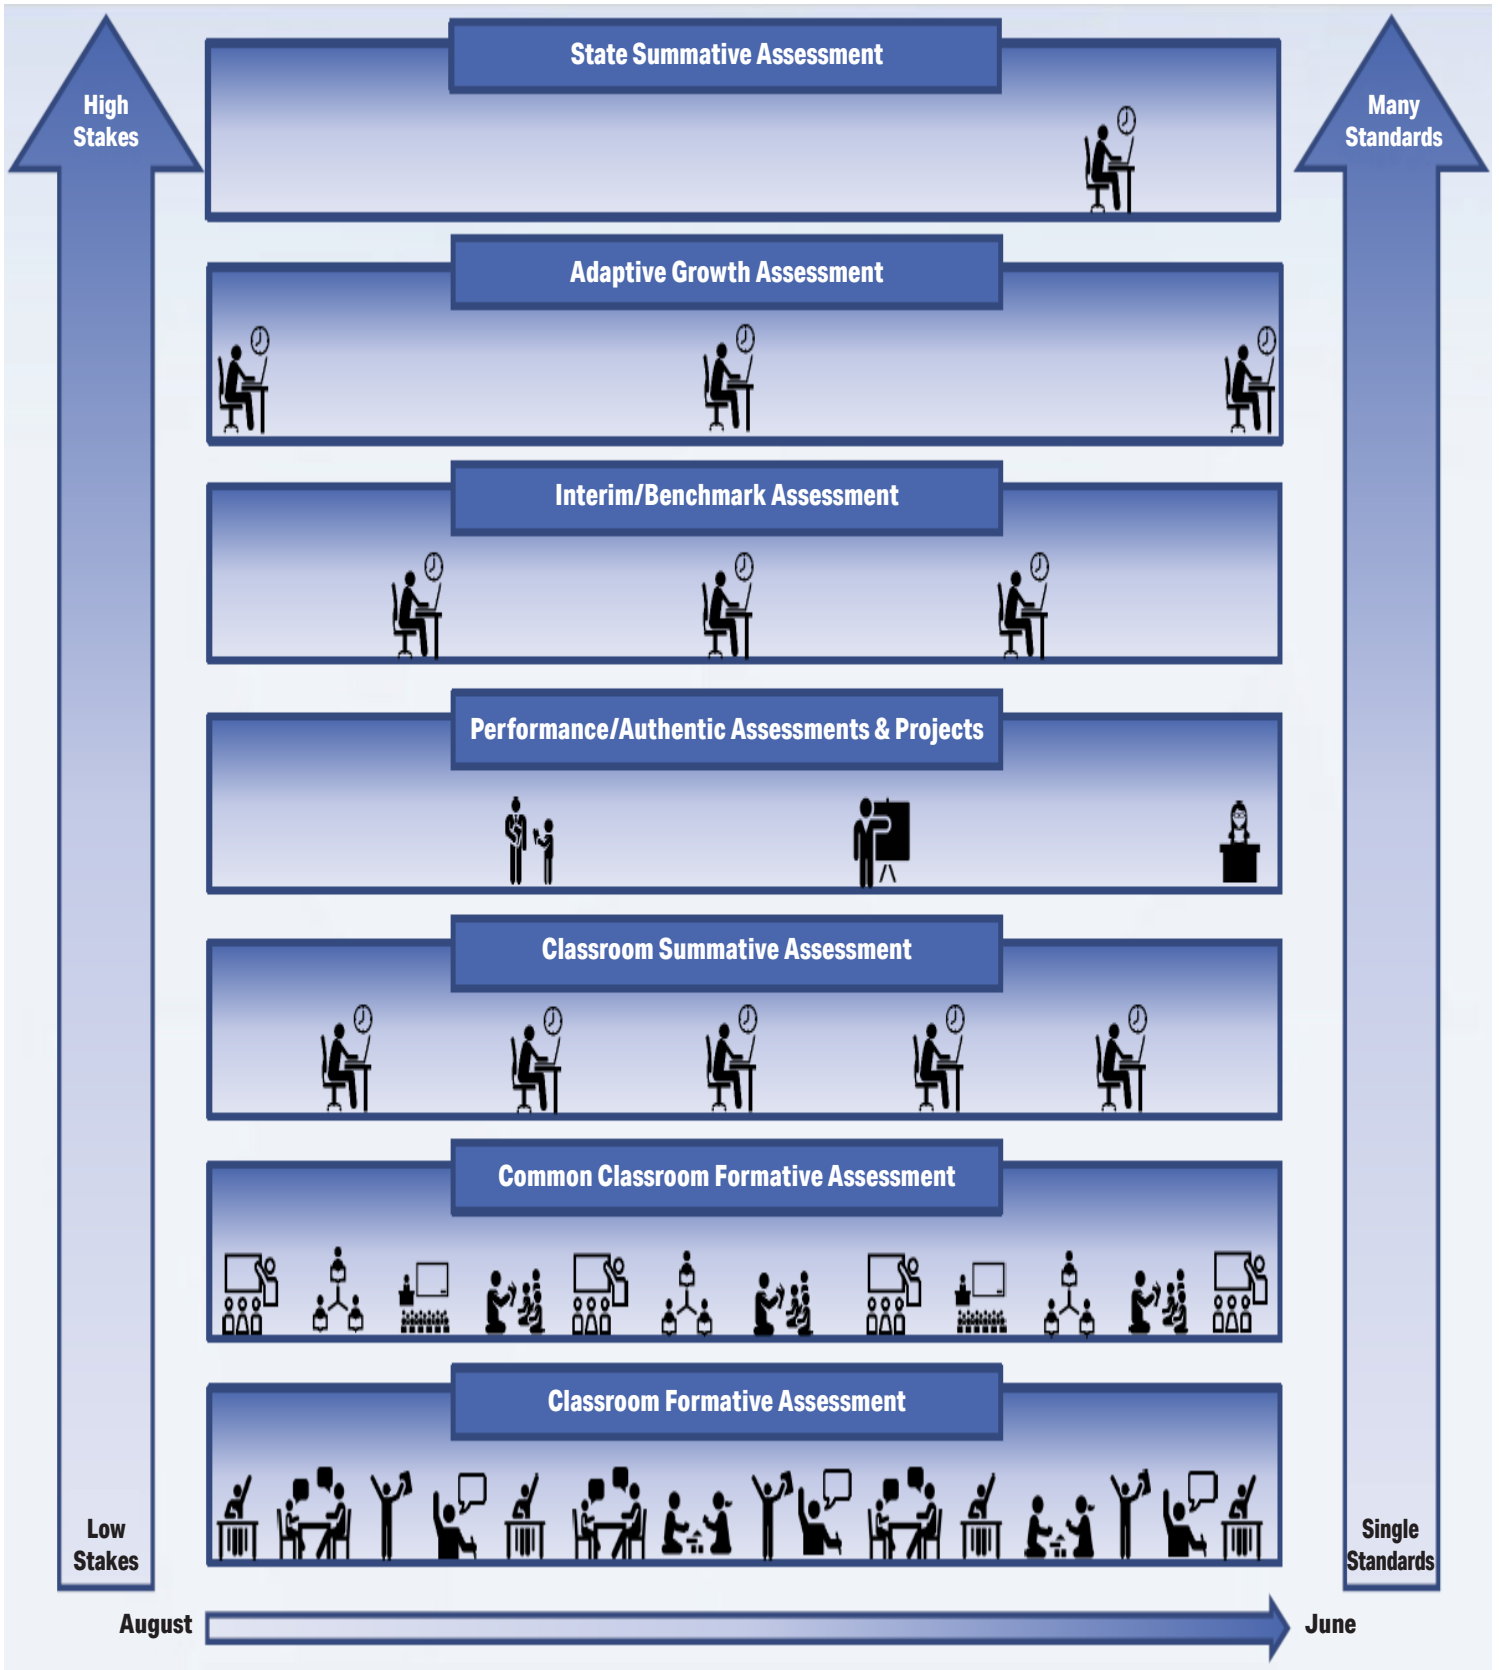 State Summative Assessment
High
Stakes
Many
Standards
Adaptive Growth Assessment
Interim/Benchmark Assessment
Performance/Authentic Assessments & Projects
Classroom Summative Assessment
Common Classroom Formative Assessment
Classroom Formative Assessment
Low
Stakes
Single
Standards
August
June